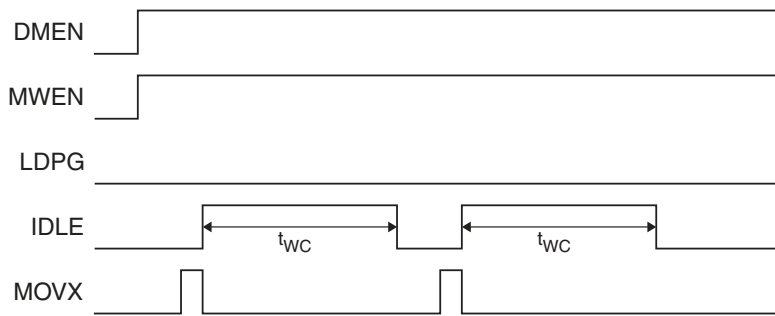 DMEN
MWEN
LDPG
IDLE
tWC tWC
MOVX